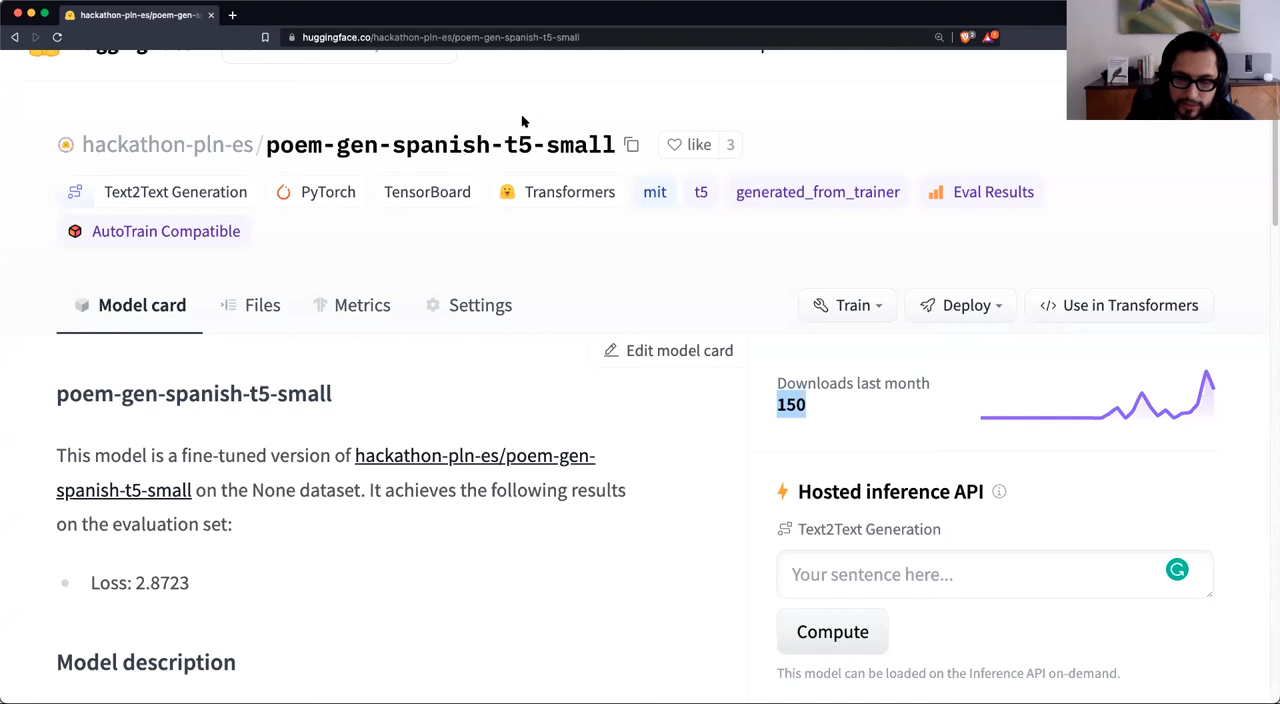 hackathon-pln-es/poem-gen-s
huggingface.co/hackathon-pln-es/poem-gen-spanish-t5-small
hackathon-pln-es/poem-gen-spanish-t5-small
like 3
Text2Text Generation PyTorch TensorBoard Transformers mit t5 generated_from_trainer Eval Results
AutoTrain Compatible
Model card Files Metrics Settings Train Deploy </> Use in Transformers
Edit model card
poem-gen-spanish-t5-small
This model is a fine-tuned version of hackathon-pln-es/poem-gen-
spanish-t5-small on the None dataset. It achieves the following results
on the evaluation set:
Loss: 2.8723
Model description
Downloads last month
150
Hosted inference API
Text2Text Generation
Your sentence here...
Compute
This model can be loaded on the Inference API on-demand.